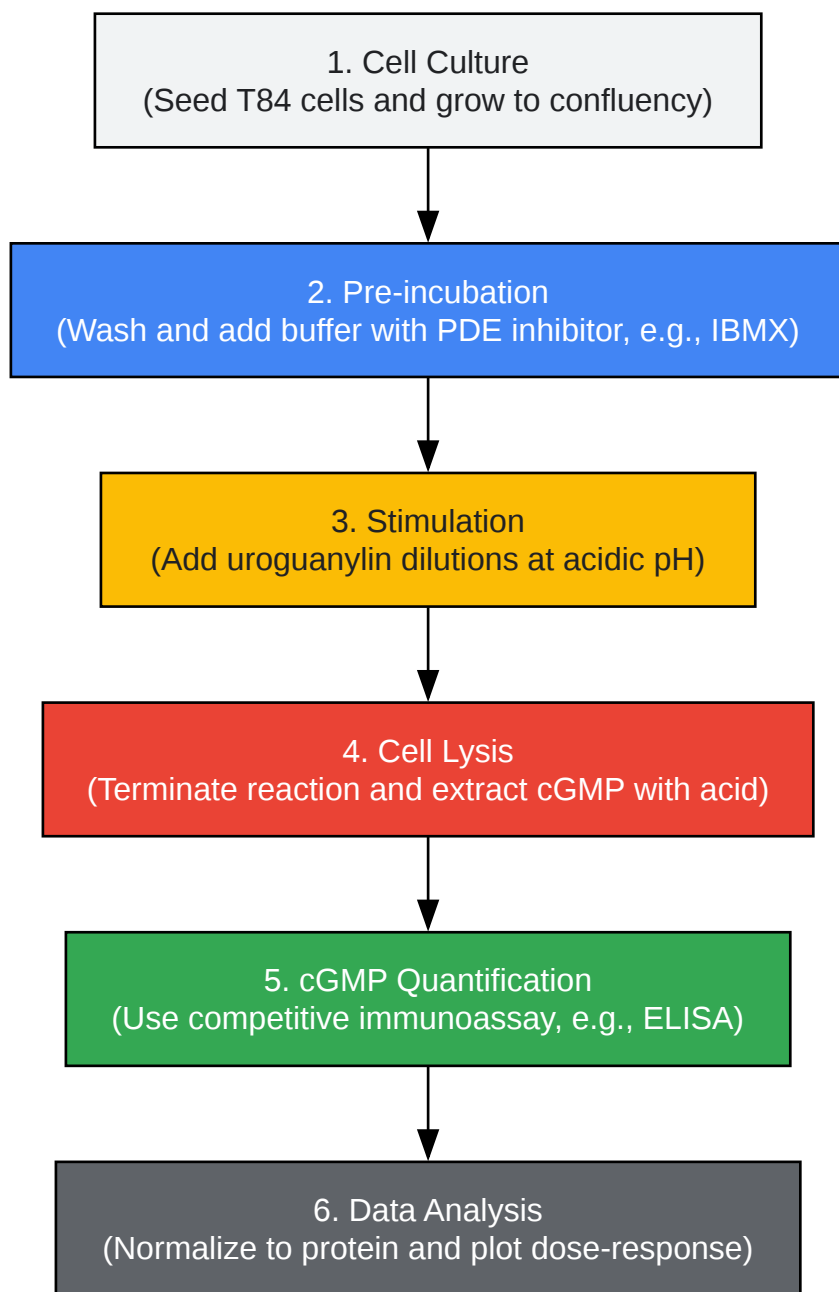 1. Cell Culture
(Seed T84 cells and grow to confluency)
2. Pre-incubation
(Wash and add buffer with PDE inhibitor, e.g., IBMX)
3. Stimulation
(Add uroguanylin dilutions at acidic pH)
4. Cell Lysis
(Terminate reaction and extract cGMP with acid)
5. cGMP Quantification
(Use competitive immunoassay, e.g., ELISA)
6. Data Analysis
(Normalize to protein and plot dose-response)